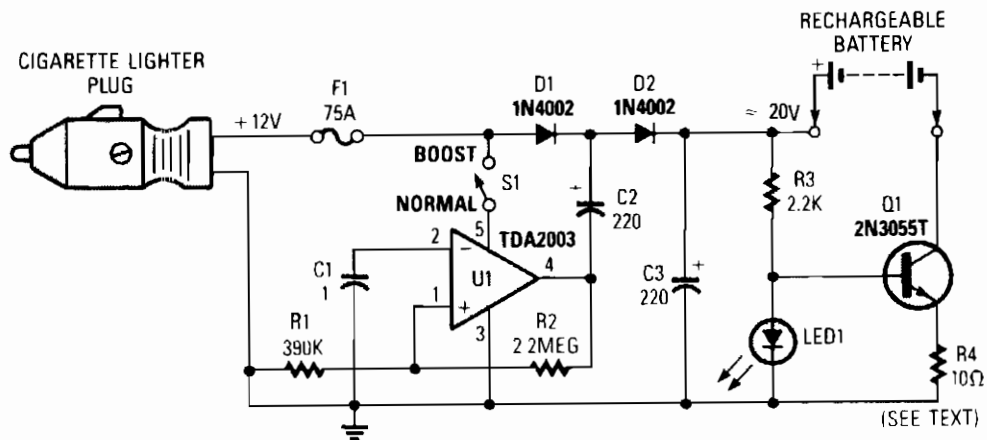 RECHARGEABLE
BATTERY
CIGARETTE LIGHTER
PLUG
F1
75A
D1
1N4002
D2
1N4002
+
+12V
≈ 20V
BOOST
S1
NORMAL
+
C2
220
R3
2.2K
Q1
2N3055T
5
TDA2003
2
−
4
U1
1
+
3
C1
1
+
C3
220
R1
390K
R2
2 2MEG
LED1
R4
10Ω
(SEE TEXT)